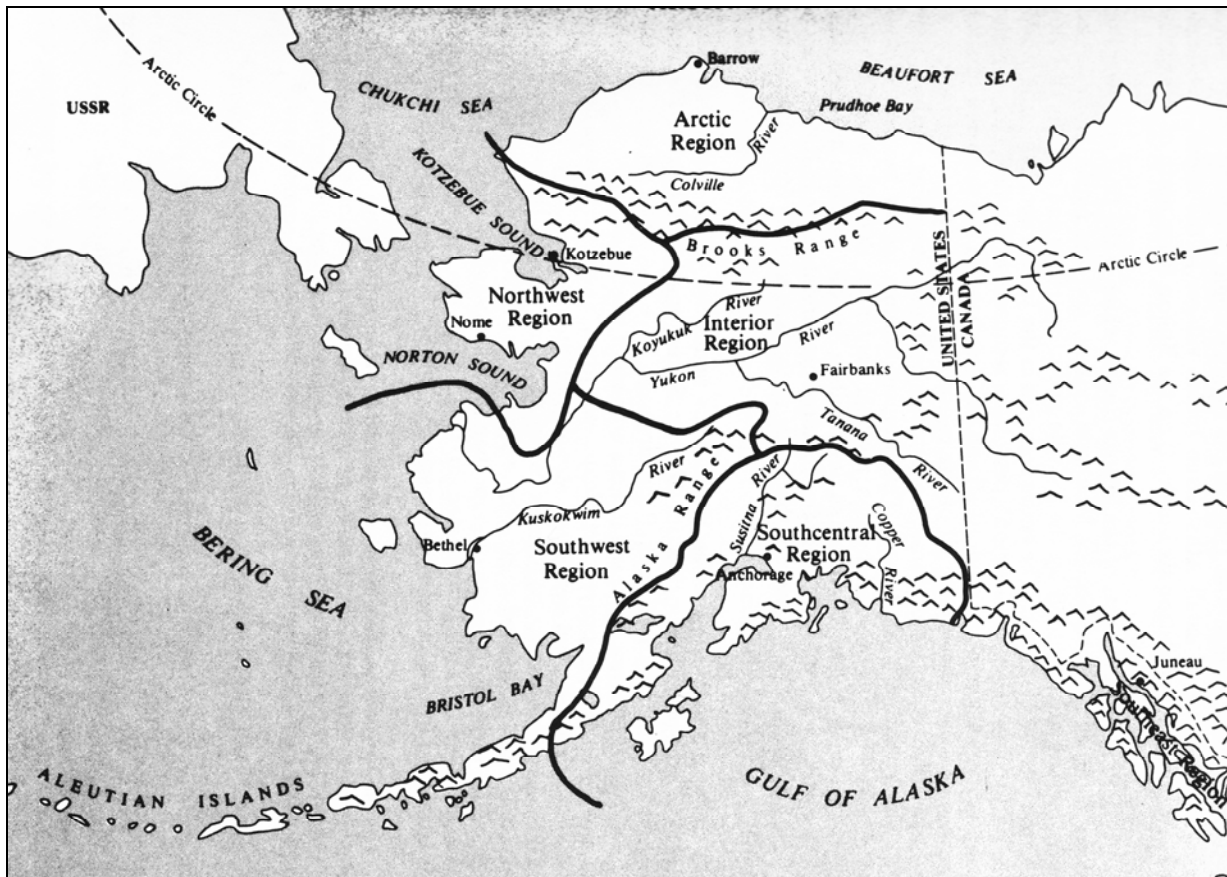 Barrow
BEAUFORT SEA
Arctic Circle
USSR
CHUKCHI SEA
Prudhoe Bay
Arctic
Region
River
Colville
KOTZEBUE SOUND
Kotzebue
Brooks Range
UNITED STATES
CANADA
Arctic Circle
Northwest
Region
Nome
River
Koyukuk
Interior
Region
River
Yukon
Fairbanks
NORTON SOUND
Tanana
River
River
Kuskokwim
Alaska Range
River
Susitna
Bethel
Southwest
Region
Southcentral
Region
Copper
River
Anchorage
BERING SEA
BRISTOL BAY
Juneau
Southeast Region
ALEUTIAN ISLANDS
GULF OF ALASKA